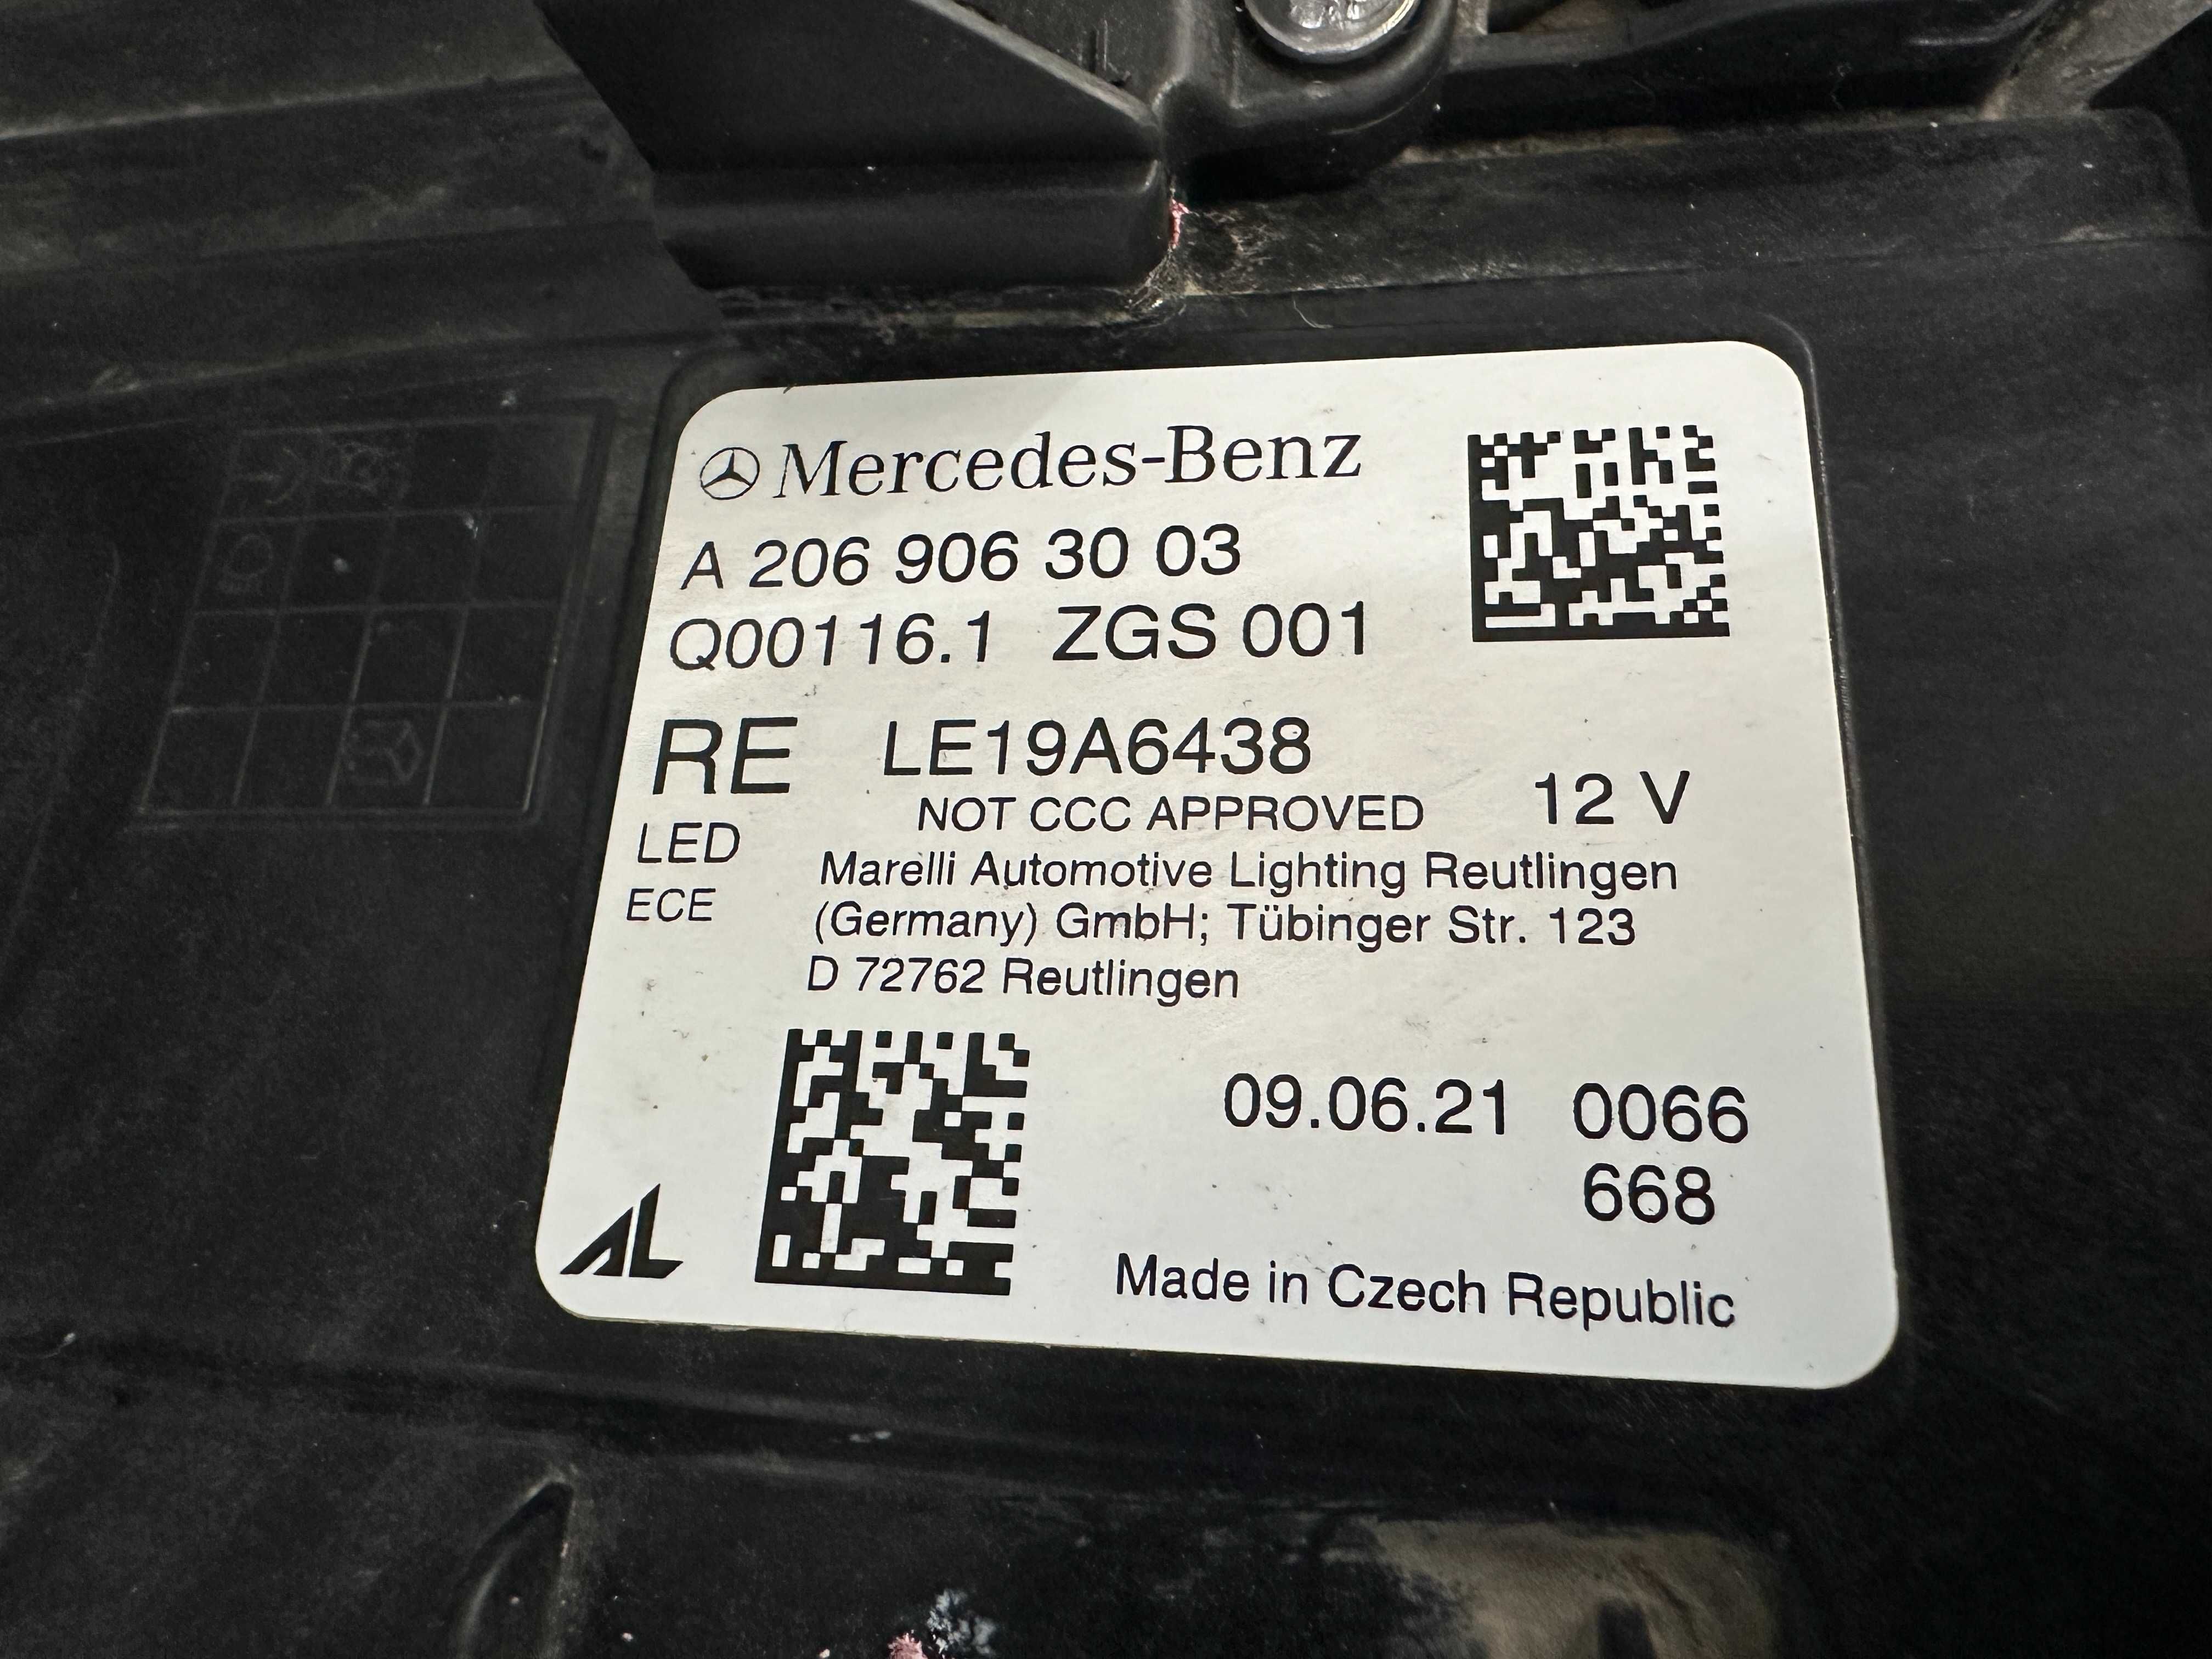 Mercedes-Benz
A 206 906 30 03
Q00116.1 ZGS 001
RE LE19A6438
NOT CCC APPROVED 12 V
LED
Marelli Automotive Lighting Reutlingen
ECE
(Germany) GmbH; Tübinger Str. 123
D 72762 Reutlingen
09.06.21 0066
668
AL
Made in Czech Republic